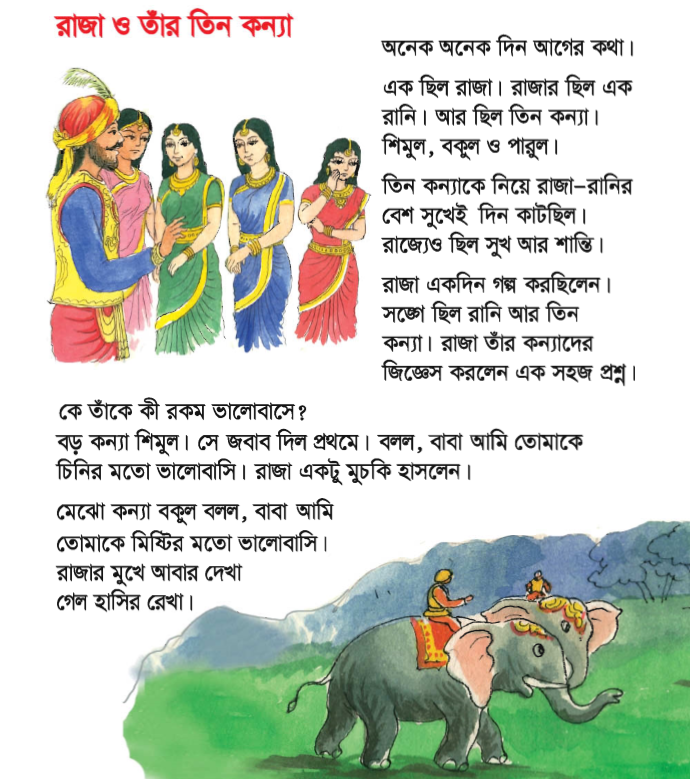 রাজা ও তাঁর তিন কন্যা
অনেক অনেক দিন আগের কথা।
এক ছিল রাজা। রাজার ছিল এক
রানি। আর ছিল তিন কন্যা।
শিমুল, বকুল ও পারুল।
তিন কন্যাকে নিয়ে রাজা-রানির
বেশ সুখেই দিন কাটছিল।
রাজ্যেও ছিল সুখ আর শান্তি।
রাজা একদিন গল্প করছিলেন।
সঙ্গে ছিল রানি আর তিন
কন্যা। রাজা তাঁর কন্যাদের
জিজ্ঞেস করলেন এক সহজ প্রশ্ন।
কে তাঁকে কী রকম ভালোবাসে?
বড় কন্যা শিমুল। সে জবাব দিল প্রথমে। বলল, বাবা আমি তোমাকে
চিনির মতো ভালোবাসি। রাজা একটু মুচকি হাসলেন।
মেঝো কন্যা বকুল বলল, বাবা আমি
তোমাকে মিষ্টির মতো ভালোবাসি।
রাজার মুখে আবার দেখা
গেল হাসির রেখা।